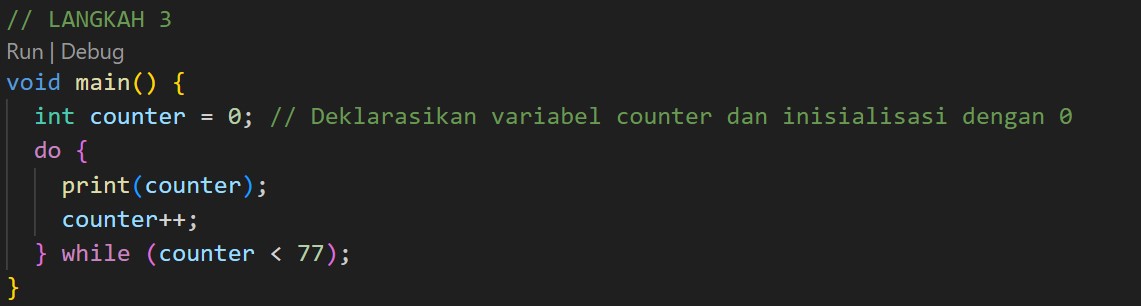 // LANGKAH 3
Run | Debug
void main() {
  int counter = 0; // Deklarasikan variabel counter dan inisialisasi dengan 0
  do {
    print(counter);
    counter++;
  } while (counter < 77);
}